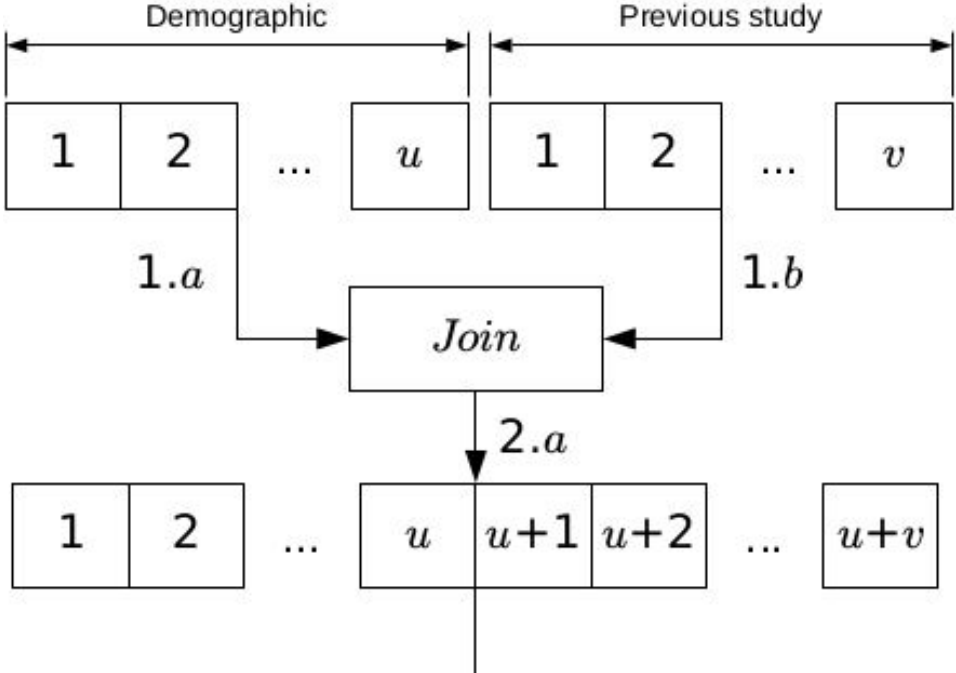 Demographic Previous study
1 2 ... u 1 2 ... v
1.a 1.b
Join
2.a
1 2 ... u u+1 u+2 ... u+v